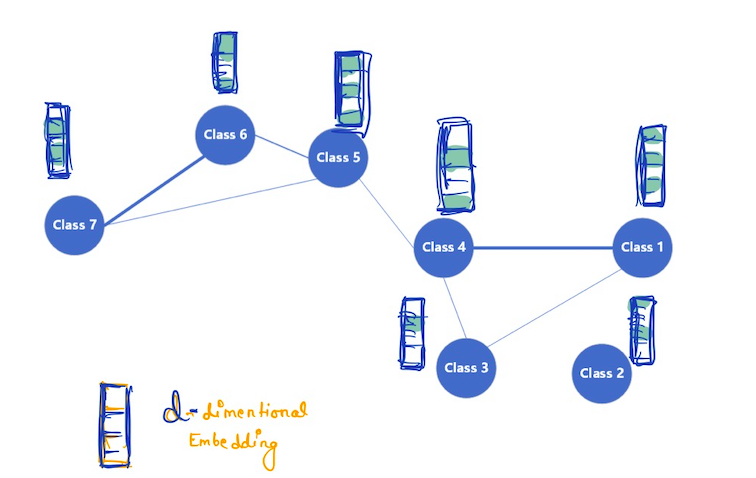 Class 6
Class 5
Class 7
Class 4
Class 1
Class 3
Class 2
d-dimentional
Embedding